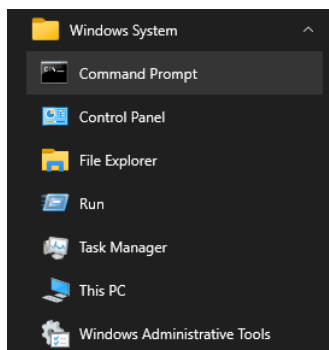 Windows System
Command Prompt
Control Panel
File Explorer
Run
Task Manager
This PC
Windows Administrative Tools